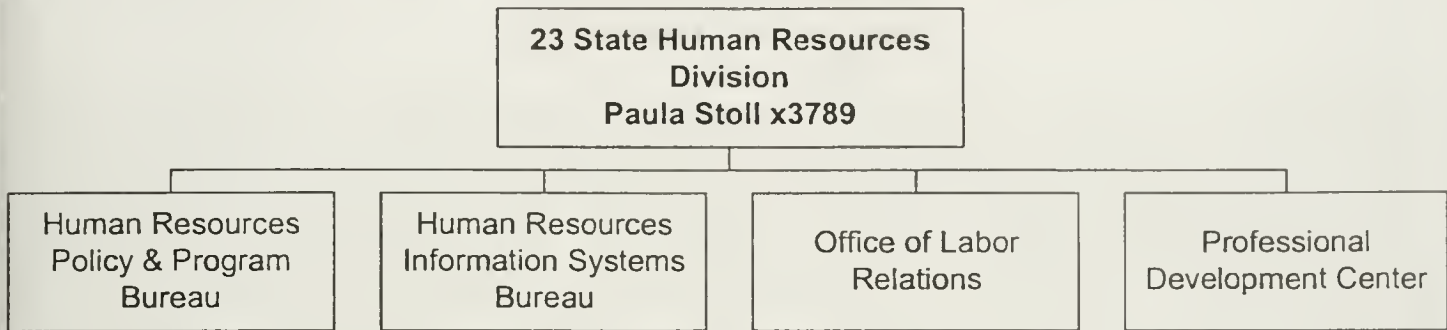 23 State Human Resources
Division
Paula Stoll x3789
Human Resources
Policy & Program
Bureau
Human Resources
Information Systems
Bureau
Office of Labor
Relations
Professional
Development Center